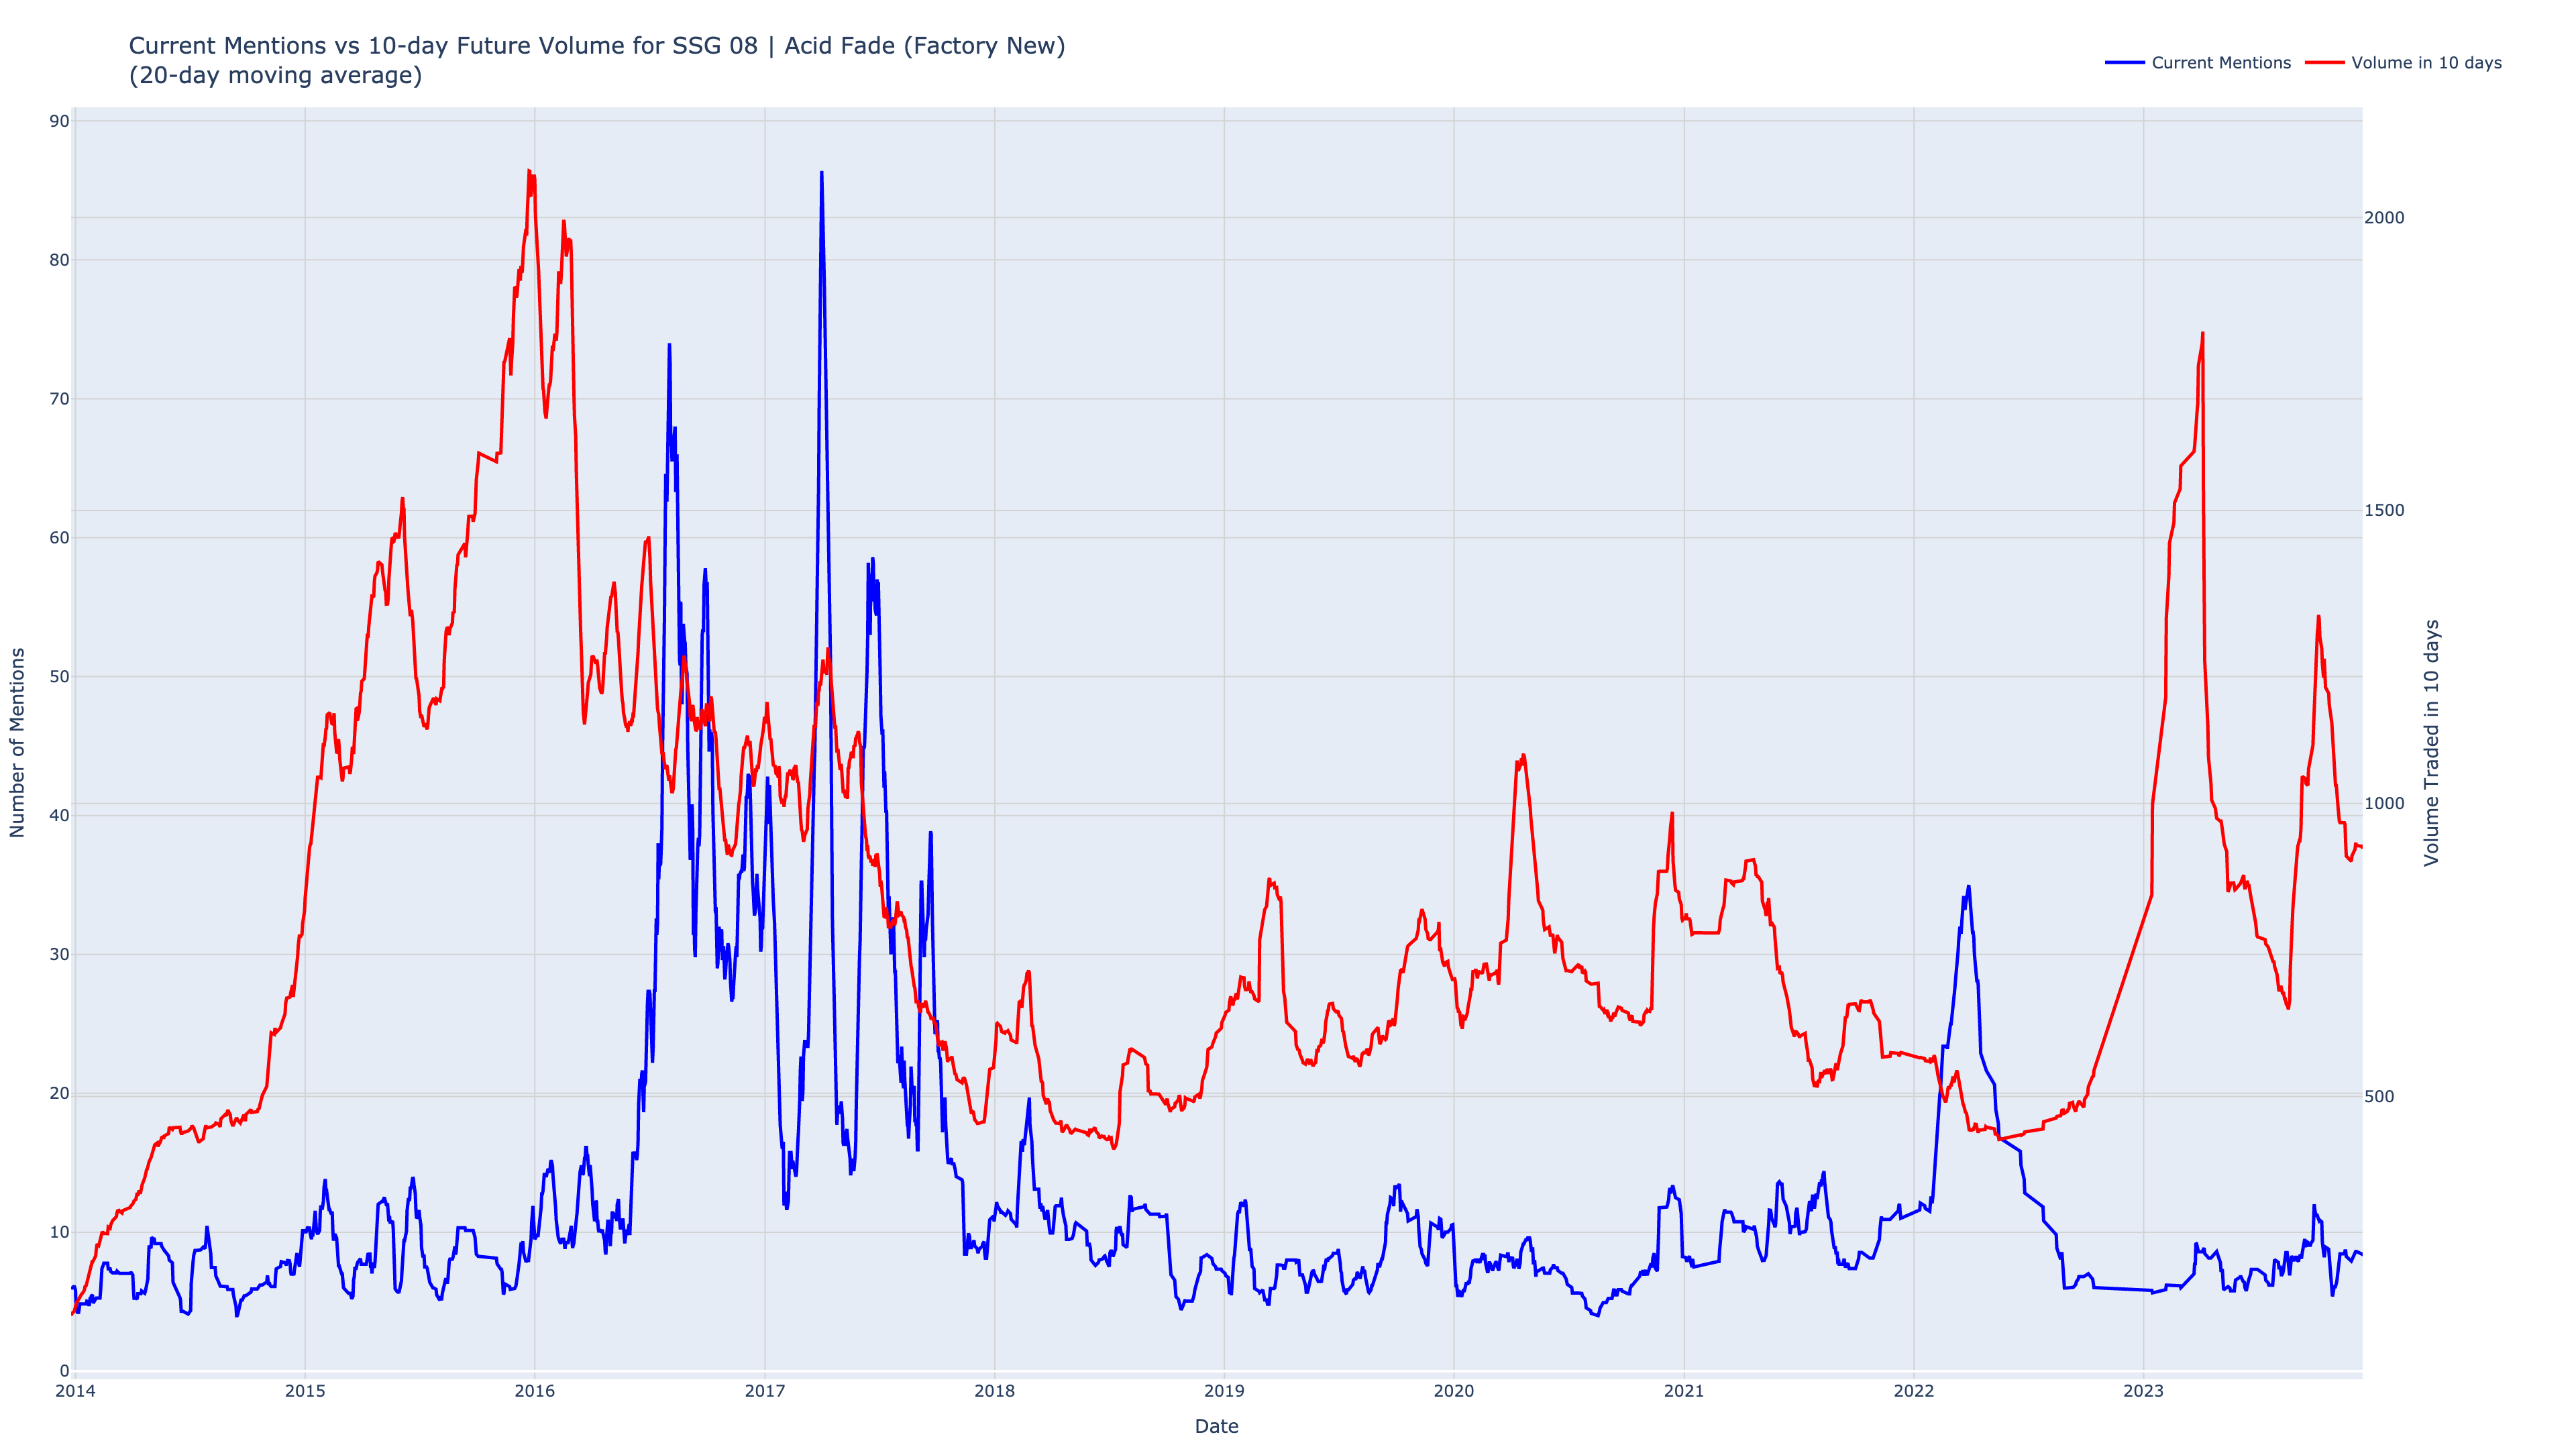 Current Mentions vs 10-day Future Volume for SSG 08 | Acid Fade (Factory New)
(20-day moving average)
Current Mentions
Volume in 10 days
90
80
70
60
50
40
30
20
10
0
Number of Mentions
2000
1500
1000
500
Volume Traded in 10 days
2014 2015 2016 2017 2018 2019 2020 2021 2022 2023
Date